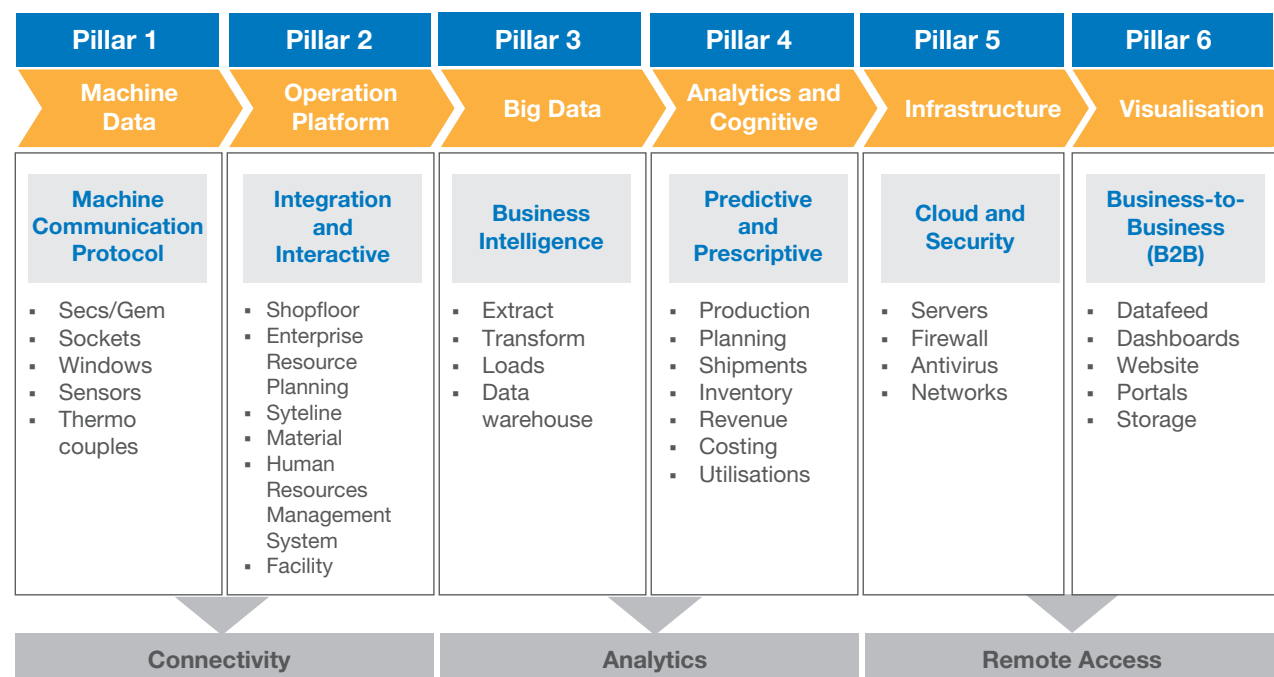 Pillar 1
Pillar 2
Pillar 3
Pillar 4
Pillar 5
Pillar 6
Machine
Data
Operation
Platform
Big Data
Analytics and
Cognitive
Infrastructure
Visualisation
Machine
Communication
Protocol
▪ Secs/Gem
▪ Sockets
▪ Windows
▪ Sensors
▪ Thermo
couples
Integration
and
Interactive
▪ Shopfloor
▪ Enterprise
Resource
Planning
▪ Syteline
▪ Material
▪ Human
Resources
Management
System
▪ Facility
Business
Intelligence
▪ Extract
▪ Transform
▪ Loads
▪ Data
warehouse
Predictive
and
Prescriptive
▪ Production
▪ Planning
▪ Shipments
▪ Inventory
▪ Revenue
▪ Costing
▪ Utilisations
Cloud and
Security
▪ Servers
▪ Firewall
▪ Antivirus
▪ Networks
Business-to-
Business
(B2B)
▪ Datafeed
▪ Dashboards
▪ Website
▪ Portals
▪ Storage
Connectivity
Analytics
Remote Access